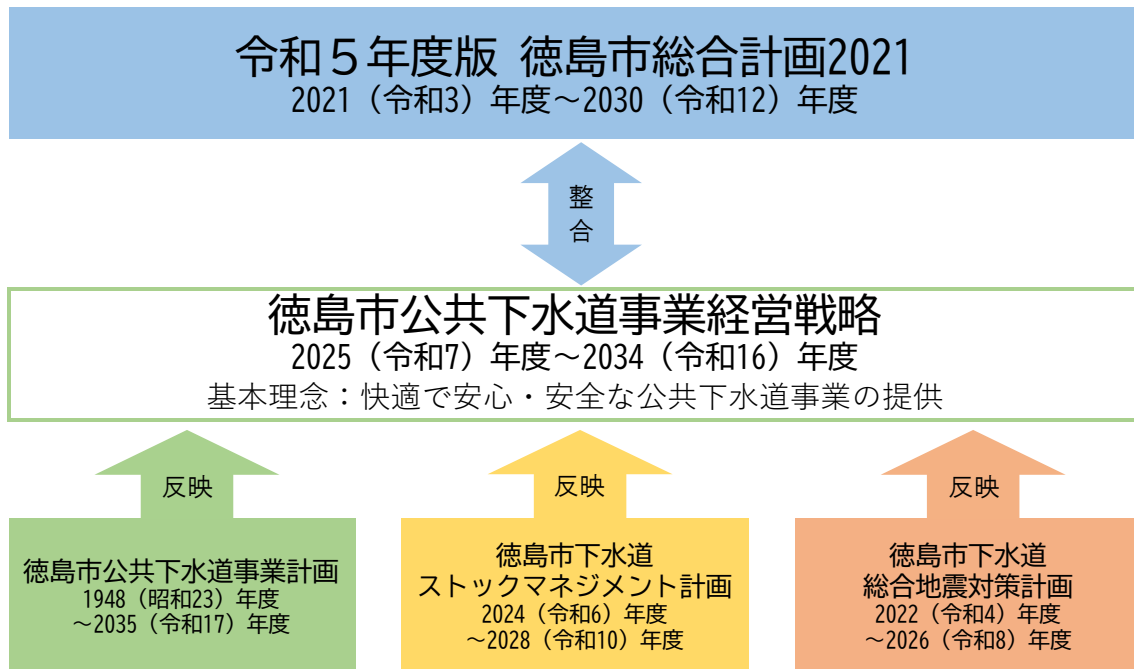 令和５年度版 徳島市総合計画2021
2021（令和3）年度～2030（令和12）年度
整
合
徳島市公共下水道事業経営戦略
2025（令和7）年度～2034（令和16）年度
基本理念：快適で安心・安全な公共下水道事業の提供
反映
反映
反映
徳島市公共下水道事業計画
1948（昭和23）年度
～2035（令和17）年度
徳島市下水道
ストックマネジメント計画
2024（令和6）年度
～2028（令和10）年度
徳島市下水道
総合地震対策計画
2022（令和4）年度
～2026（令和8）年度